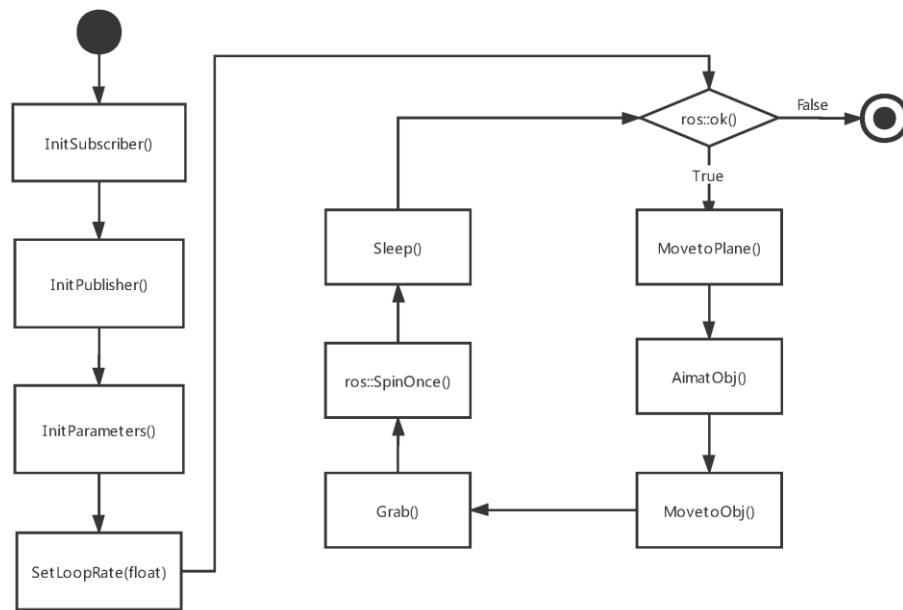 InitSubscriber()
InitPublisher()
InitParameters()
SetLoopRate(float)
ros::ok()
False
True
MovetoPlane()
AimatObj()
MovetoObj()
Grab()
ros::SpinOnce()
Sleep()